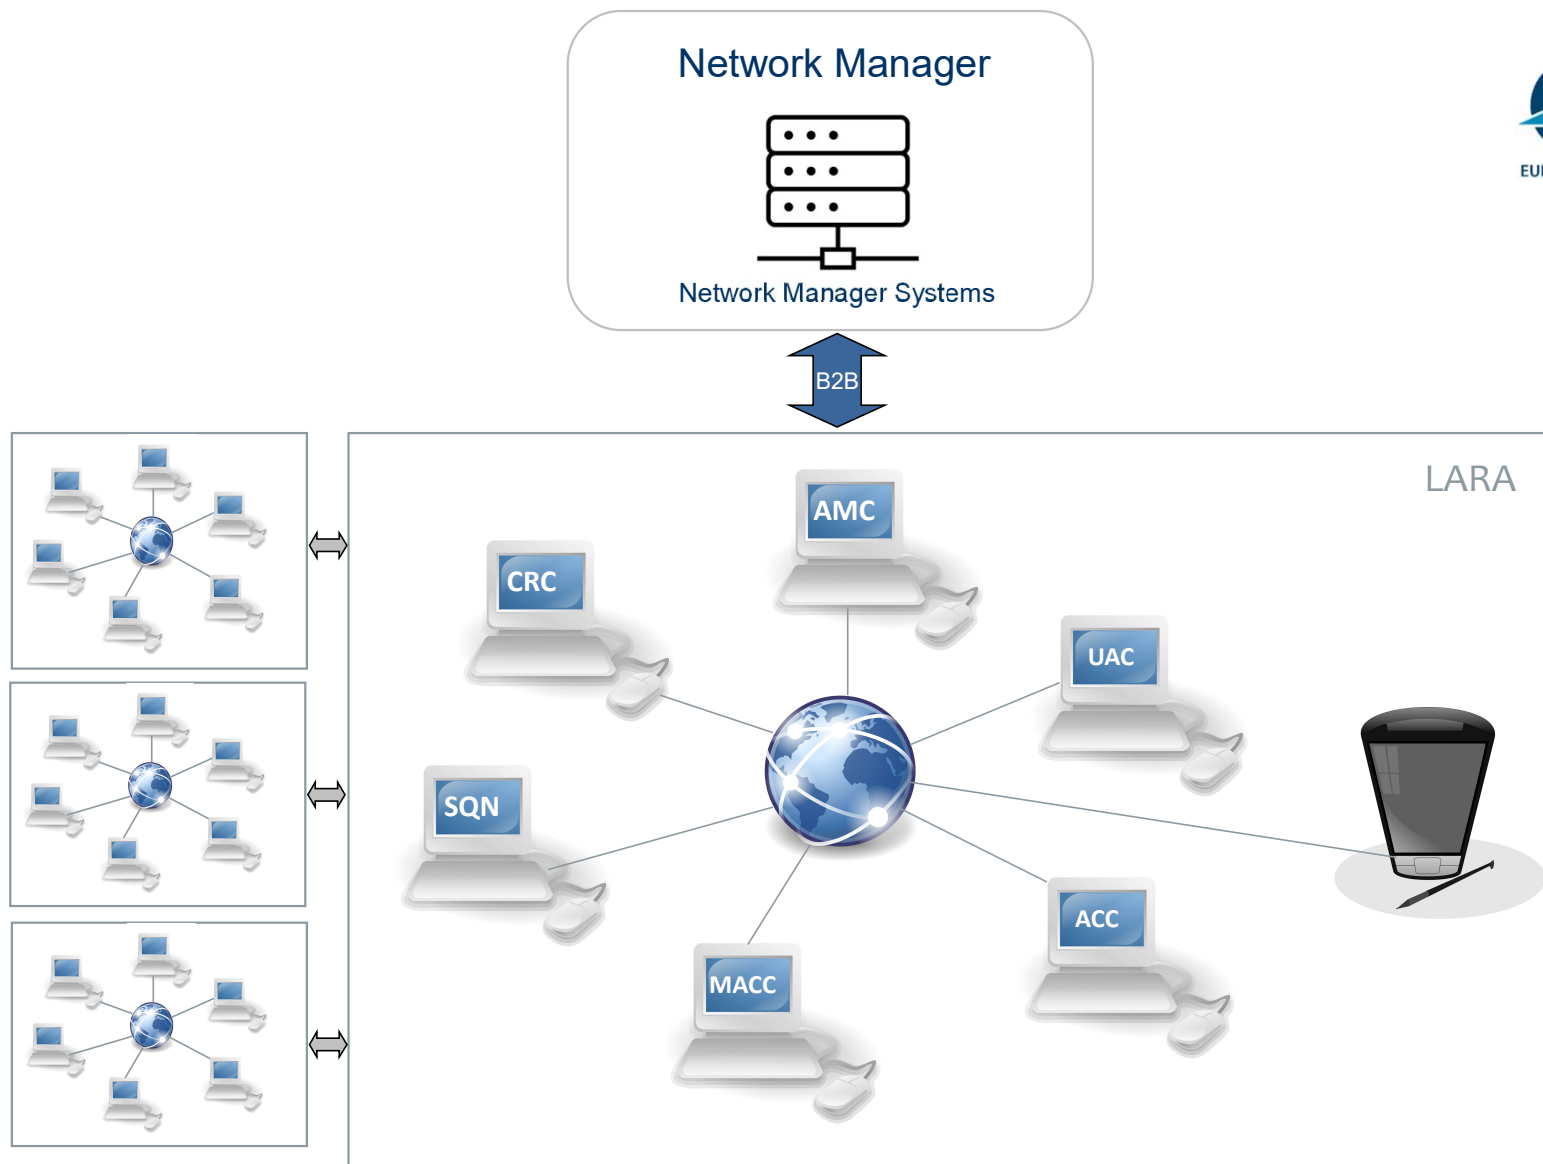 Network Manager
Network Manager Systems
B2B
LARA
AMC
CRC
UAC
SQN
ACC
MACC